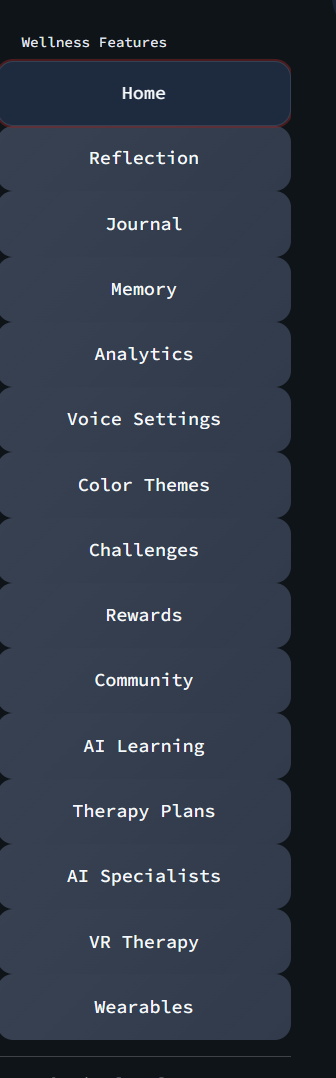 Wellness Features
Home
Reflection
Journal
Memory
Analytics
Voice Settings
Color Themes
Challenges
Rewards
Community
AI Learning
Therapy Plans
AI Specialists
VR Therapy
Wearables